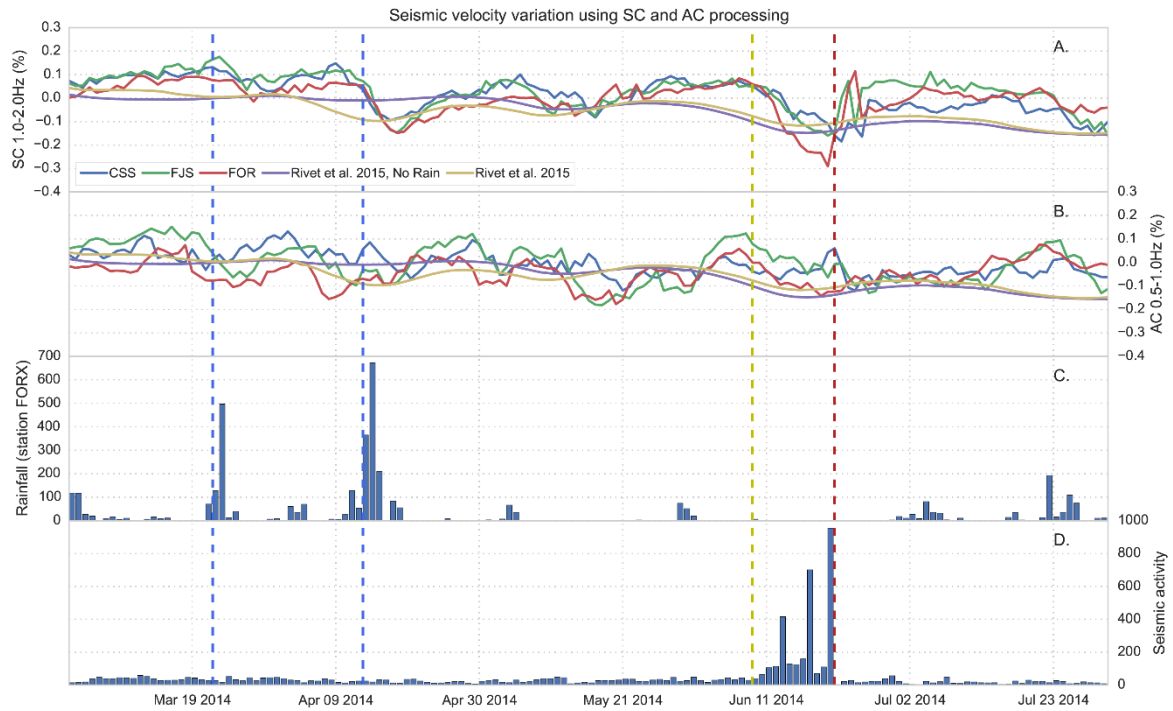 Seismic velocity variation using SC and AC processing
A.
SC 1.0-2.0Hz (%)
0.3
0.2
0.1
0.0
−0.1
−0.2
−0.3
−0.4
CSS FJS FOR Rivet et al. 2015, No Rain Rivet et al. 2015
B.
AC 0.5-1.0Hz (%)
0.3
0.2
0.1
0.0
−0.1
−0.2
−0.3
−0.4
C.
Rainfall (station FORX)
700
600
500
400
300
200
100
0
D.
Seismic activity
1000
800
600
400
200
0
Mar 19 2014 Apr 09 2014 Apr 30 2014 May 21 2014 Jun 11 2014 Jul 02 2014 Jul 23 2014